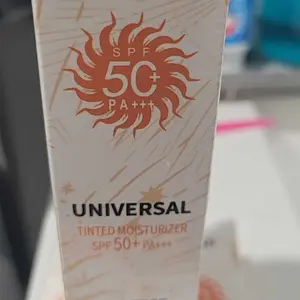 SPF
50+
PA+++
UNIVERSAL
TINTED MOISTURIZER
SPF 50+ PA+++